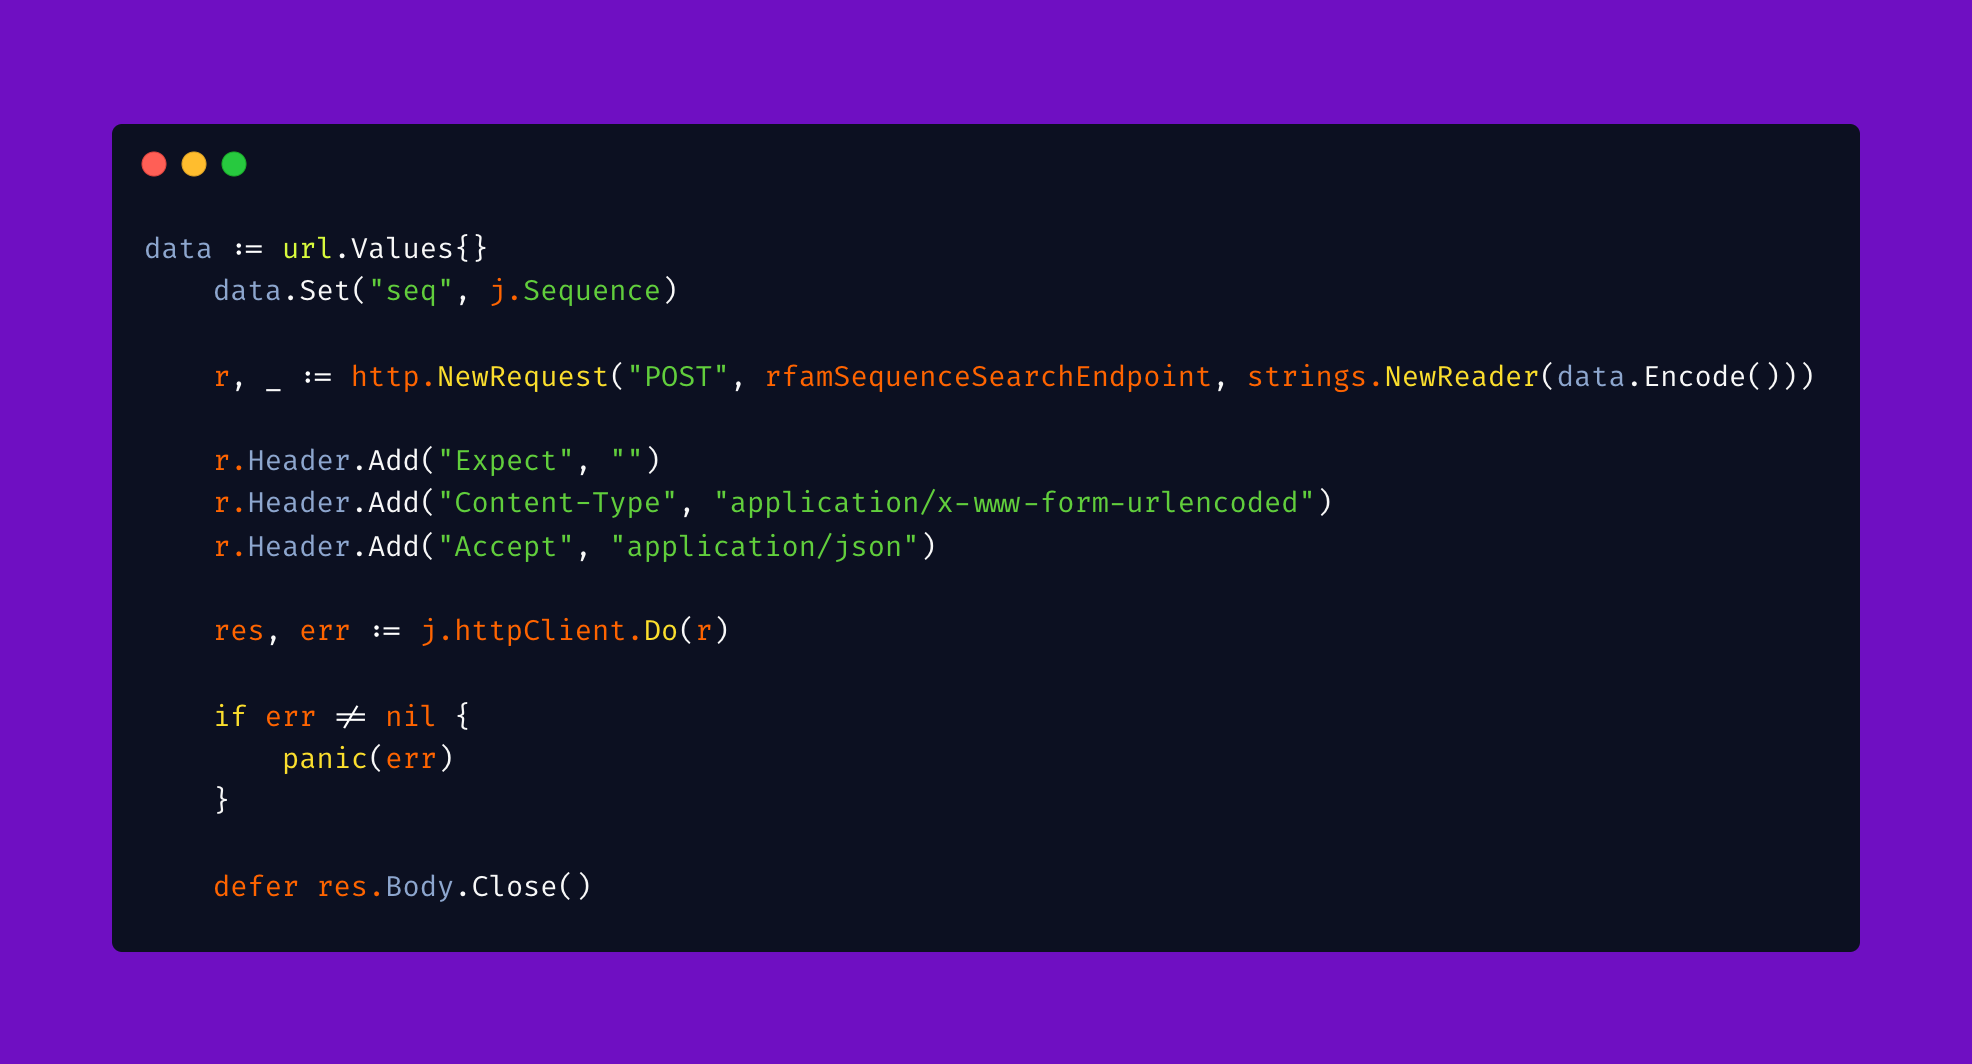 data := url.Values{}
    data.Set("seq", j.Sequence)

    r, _ := http.NewRequest("POST", rfamSequenceSearchEndpoint, strings.NewReader(data.Encode()))

    r.Header.Add("Expect", "")
    r.Header.Add("Content-Type", "application/x-www-form-urlencoded")
    r.Header.Add("Accept", "application/json")

    res, err := j.httpClient.Do(r)

    if err != nil {
        panic(err)
    }

    defer res.Body.Close()